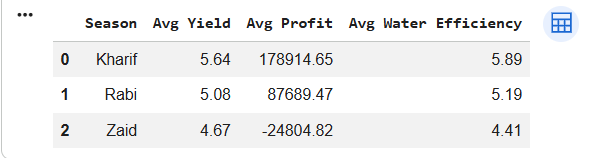 Season Avg Yield Avg Profit Avg Water Efficiency
0 Kharif 5.64 178914.65 5.89
1 Rabi 5.08 87689.47 5.19
2 Zaid 4.67 -24804.82 4.41